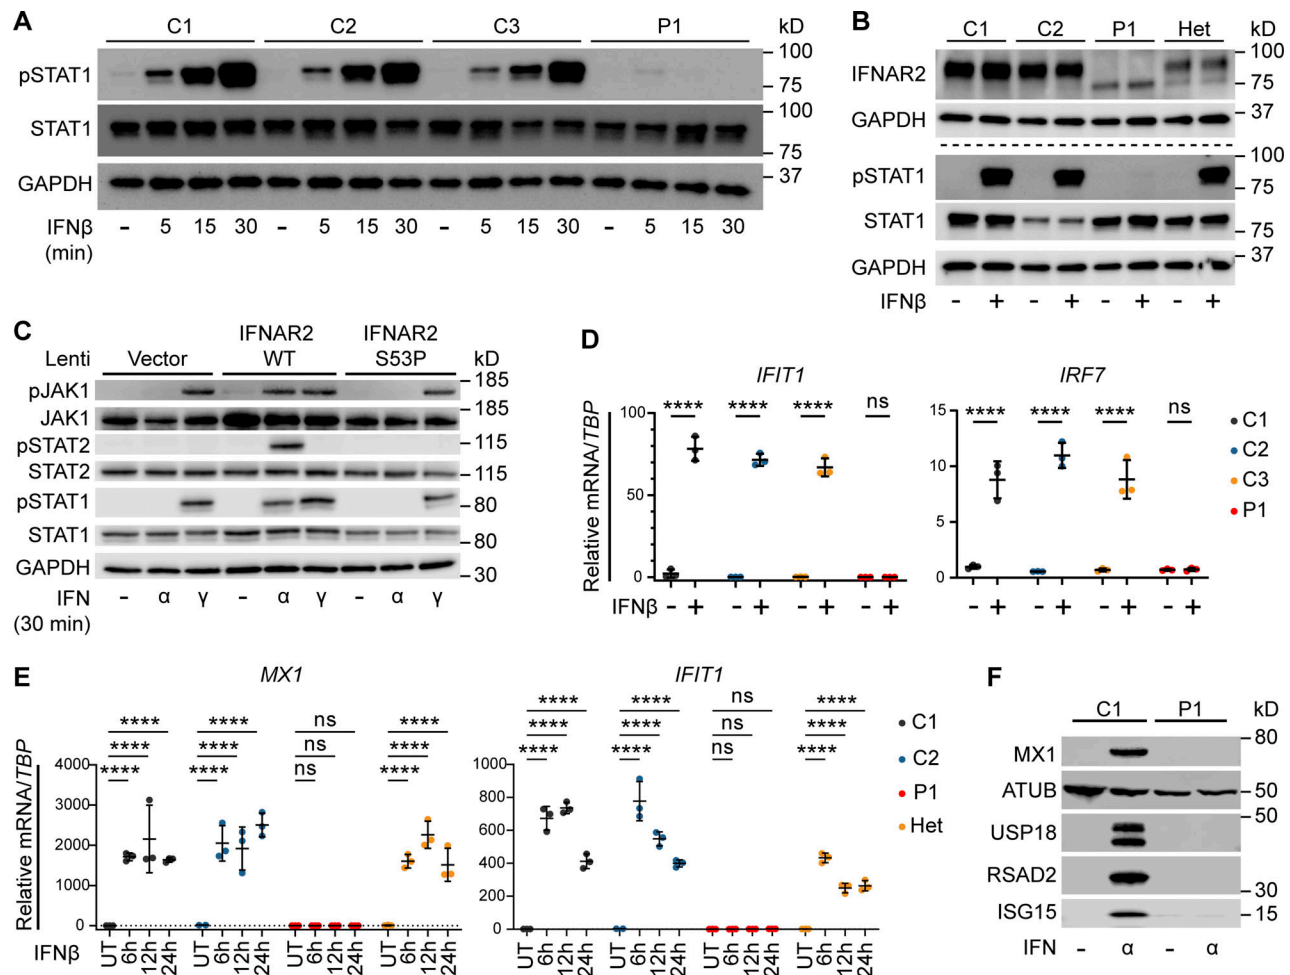 A
C1 C2 C3 P1 kD
pSTAT1
100
75
STAT1
100
75
GAPDH
37
IFNβ - 5 15 30 - 5 15 30 - 5 15 30 - 5 15 30
(min)
B
C1 C2 P1 Het kD
IFNAR2
100
75
GAPDH
37
pSTAT1
100
75
STAT1
75
GAPDH
37
IFNβ - + - + - + - +
C
IFNAR2 IFNAR2
Lenti Vector WT S53P kD
pJAK1
185
JAK1
185
pSTAT2 115
STAT2 115
pSTAT1 80
STAT1
80
GAPDH
30
IFN - α γ - α γ - α γ
(30 min)
D
IFIT1 IRF7
**** **** **** ns
**** **** **** ns
Relative mRNA/TBP
100
50
0
15
10
5
0
IFNβ - + - + - + - +
- + - + - + - +
C1
C2
C3
P1
E
MX1 IFIT1
**** **** ns ****
**** **** ns ****
**** **** ns ****
**** **** ns ****
**** **** ns ****
**** **** ns ****
Relative mRNA/TBP
4000
3000
2000
1000
0
1000
800
600
400
200
0
IFNβ UT 6h 12h 24h UT 6h 12h 24h UT 6h 12h 24h UT 6h 12h 24h
UT 6h 12h 24h UT 6h 12h 24h UT 6h 12h 24h UT 6h 12h 24h
C1
C2
P1
Het
F
C1 P1 kD
MX1
80
ATUB 50
USP18
50
RSAD2
30
ISG15 15
IFN - α - α